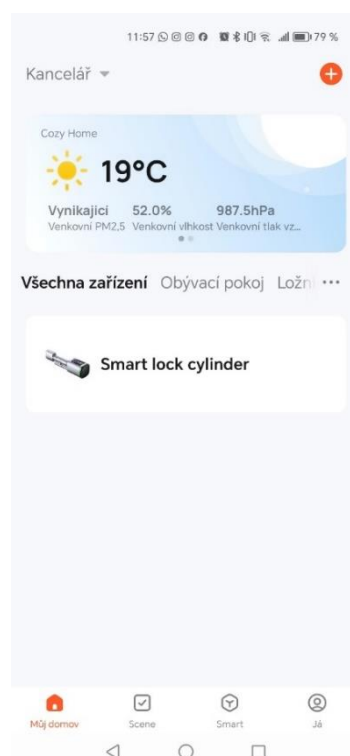 11:57 79 %
Kancelář
Cozy Home
19°C
Vynikající 52.0% 987.5hPa
Venkovní PM2,5 Venkovní vlhkost Venkovní tlak vz...
Všechna zařízení Obývací pokoj Ložni
Smart lock cylinder
Můj domov Scene Smart Já